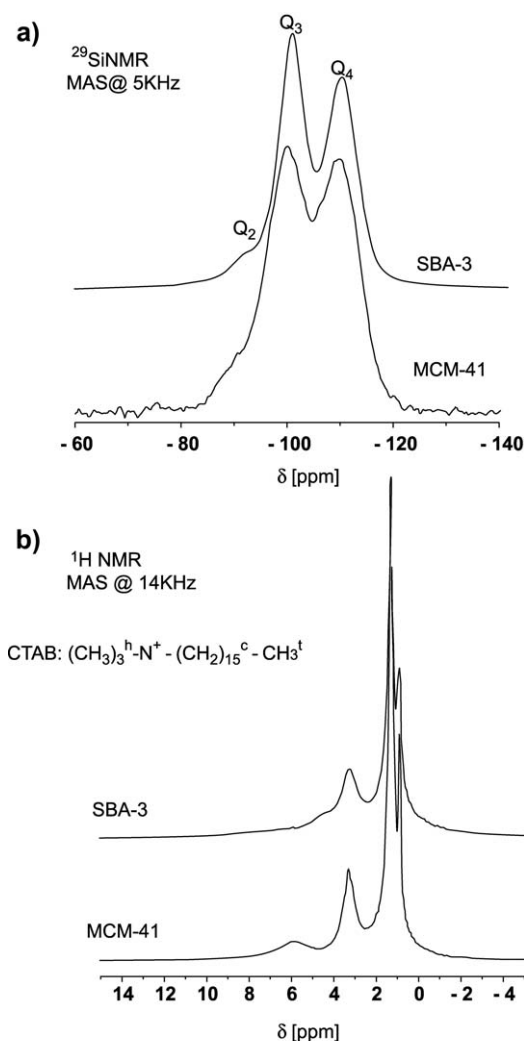 a)
²⁹SiNMR
MAS@ 5KHz
Q₃
Q₄
Q₂
SBA-3
MCM-41
- 60 - 80 - 100 - 120 - 140
δ [ppm]
b)
¹H NMR
MAS @ 14KHz
CTAB: (CH₃)₃ʰ-N⁺ - (CH₂)₁₅ᶜ - CH3ᵗ
SBA-3
MCM-41
14 12 10 8 6 4 2 0 - 2 - 4
δ [ppm]